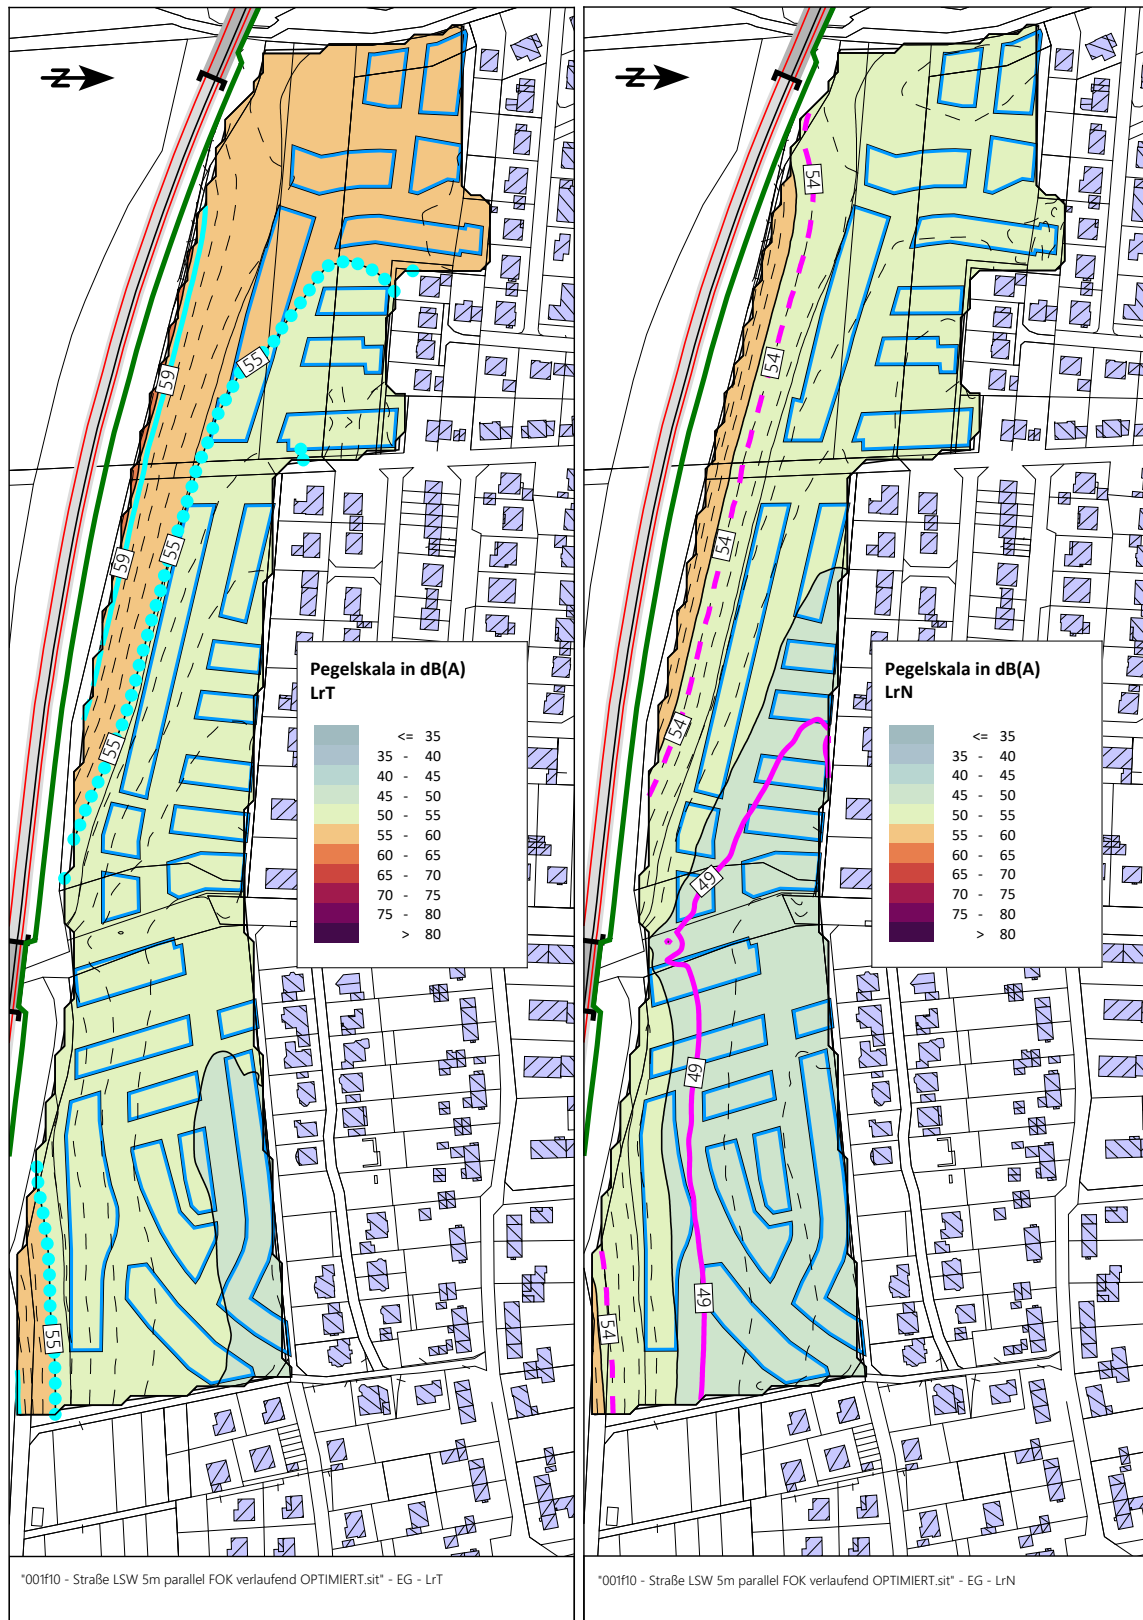 N
59
55
59
55
55
55
Pegelskala in dB(A)
LrT
<= 35
35 - 40
40 - 45
45 - 50
50 - 55
55 - 60
60 - 65
65 - 70
70 - 75
75 - 80
> 80
"001f10 - Straße LSW 5m parallel FOK verlaufend OPTIMIERT.sit" - EG - LrT
N
54
54
54
54
49
49
49
54
Pegelskala in dB(A)
LrN
<= 35
35 - 40
40 - 45
45 - 50
50 - 55
55 - 60
60 - 65
65 - 70
70 - 75
75 - 80
> 80
"001f10 - Straße LSW 5m parallel FOK verlaufend OPTIMIERT.sit" - EG - LrN